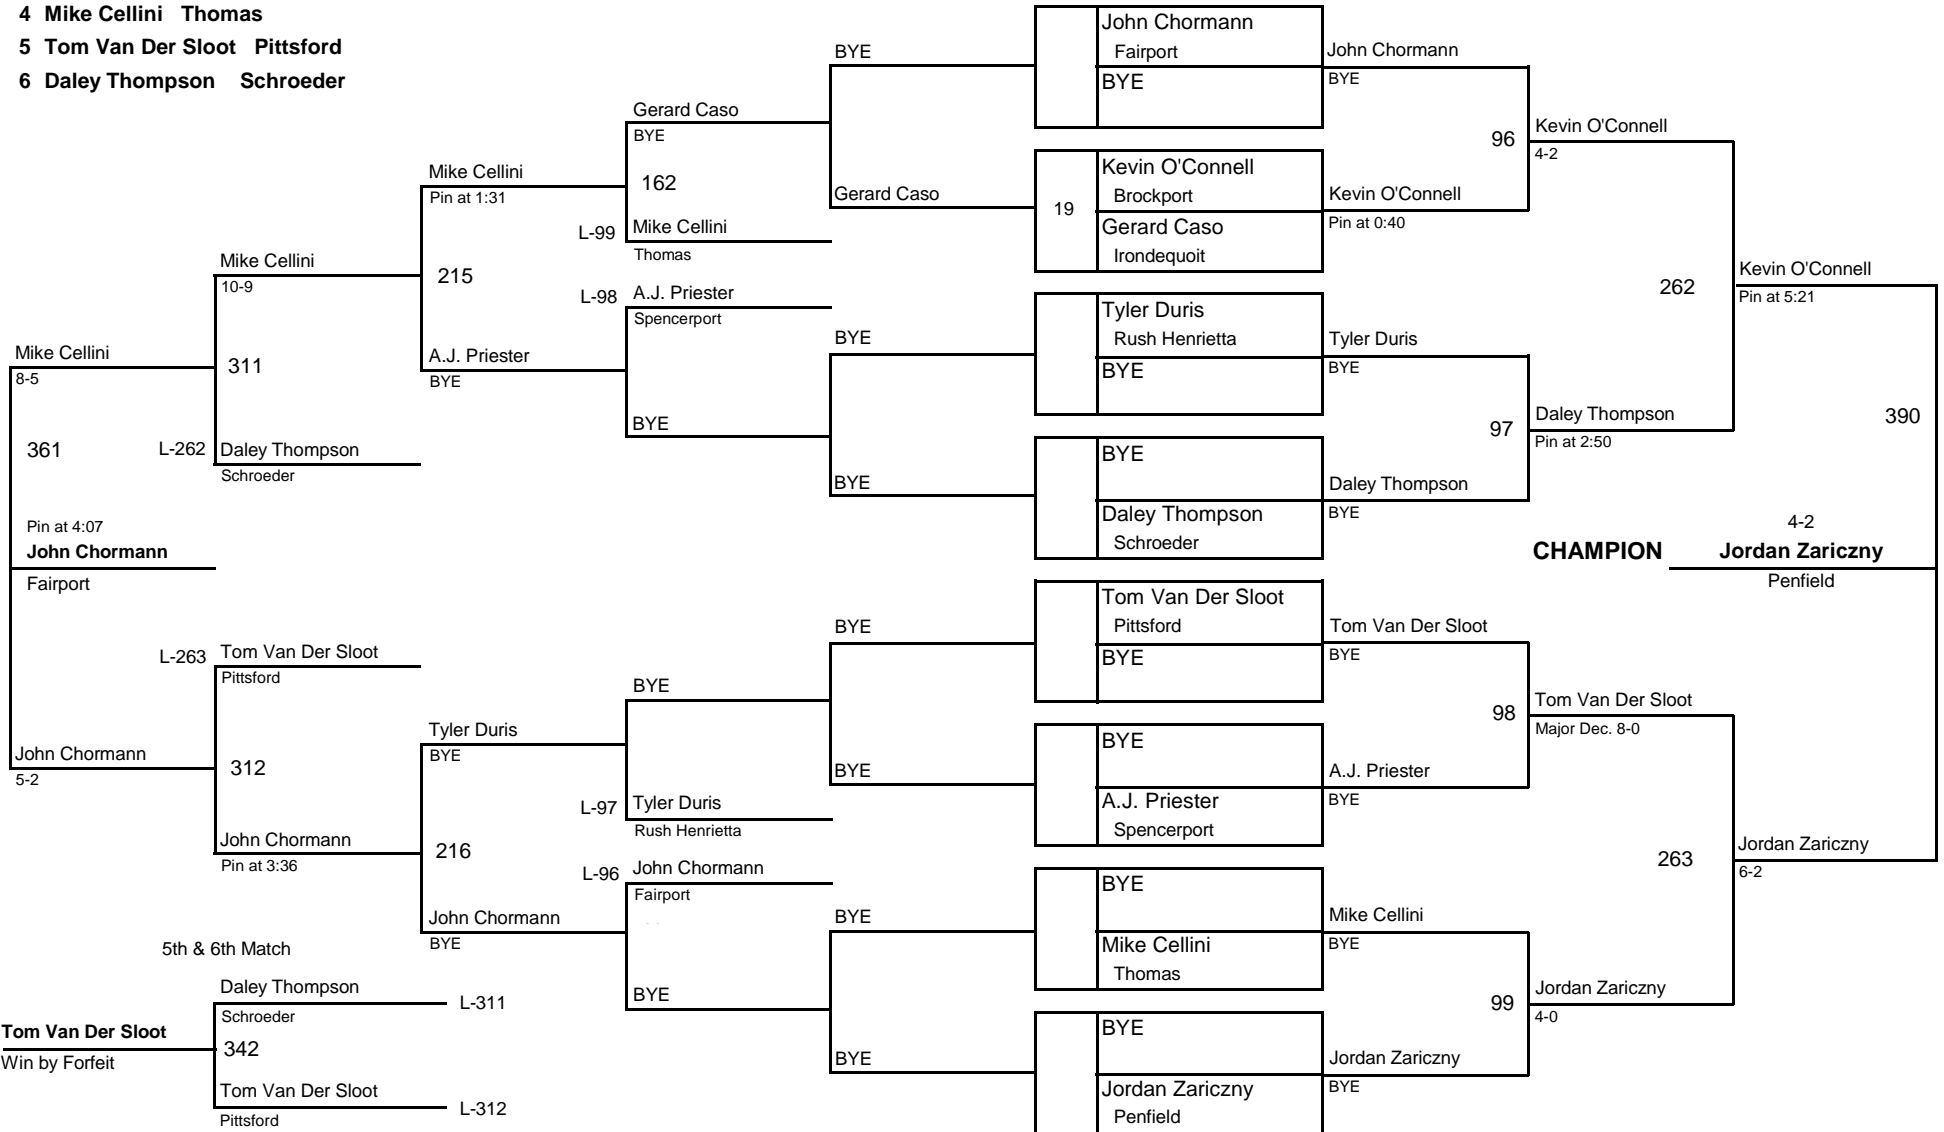 4 Mike Cellini Thomas
5 Tom Van Der Sloot Pittsford
6 Daley Thompson Schroeder
Mike Cellini
8-5
361
Pin at 4:07
John Chormann
Fairport
John Chormann
5-2
5th & 6th Match
Tom Van Der Sloot
Win by Forfeit
Mike Cellini
10-9
311
L-262 Daley Thompson
Schroeder
L-263 Tom Van Der Sloot
Pittsford
312
John Chormann
Pin at 3:36
Daley Thompson
L-311
Schroeder
342
Tom Van Der Sloot
L-312
Pittsford
Mike Cellini
Pin at 1:31
215
A.J. Priester
BYE
Tyler Duris
BYE
216
John Chormann
BYE
Gerard Caso
BYE
162
L-99 Mike Cellini
Thomas
L-98 A.J. Priester
Spencerport
BYE
BYE
L-97 Tyler Duris
Rush Henrietta
L-96 John Chormann
Fairport
BYE
BYE
Gerard Caso
BYE
BYE
BYE
BYE
BYE
BYE
John Chormann
Fairport
BYE
19
Kevin O'Connell
Brockport
Gerard Caso
Irondequoit
Tyler Duris
Rush Henrietta
BYE
BYE
Daley Thompson
Schroeder
Tom Van Der Sloot
Pittsford
BYE
BYE
A.J. Priester
Spencerport
BYE
Mike Cellini
Thomas
BYE
Jordan Zariczny
Penfield
John Chormann
BYE
96
Kevin O'Connell
Pin at 0:40
Tyler Duris
BYE
97
Daley Thompson
BYE
Tom Van Der Sloot
BYE
98
A.J. Priester
BYE
Mike Cellini
BYE
99
Jordan Zariczny
BYE
Kevin O'Connell
4-2
262
Daley Thompson
Pin at 2:50
Tom Van Der Sloot
Major Dec. 8-0
263
Jordan Zariczny
4-0
Kevin O'Connell
Pin at 5:21
390
4-2
CHAMPION Jordan Zariczny
Penfield
Jordan Zariczny
6-2